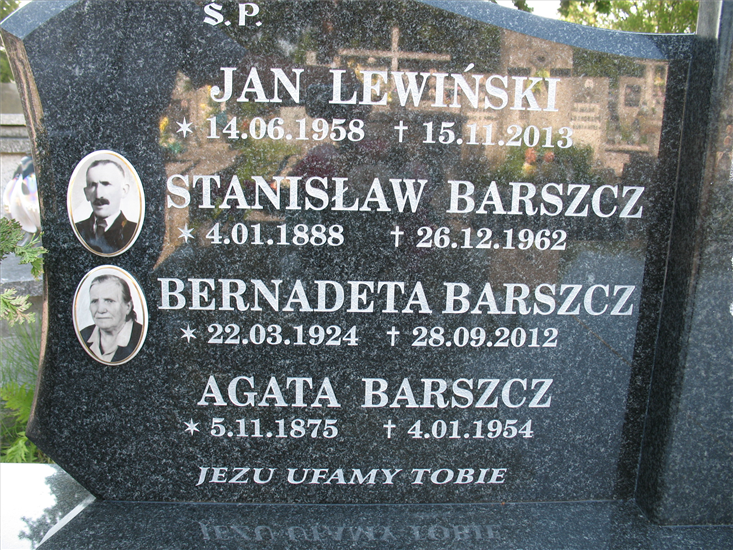 Ś.P.
JAN LEWIŃSKI
* 14.06.1958 † 15.11.2013
STANISŁAW BARSZCZ
* 4.01.1888 † 26.12.1962
BERNADETA BARSZCZ
* 22.03.1924 † 28.09.2012
AGATA BARSZCZ
* 5.11.1875 † 4.01.1954
JEZU UFAMY TOBIE